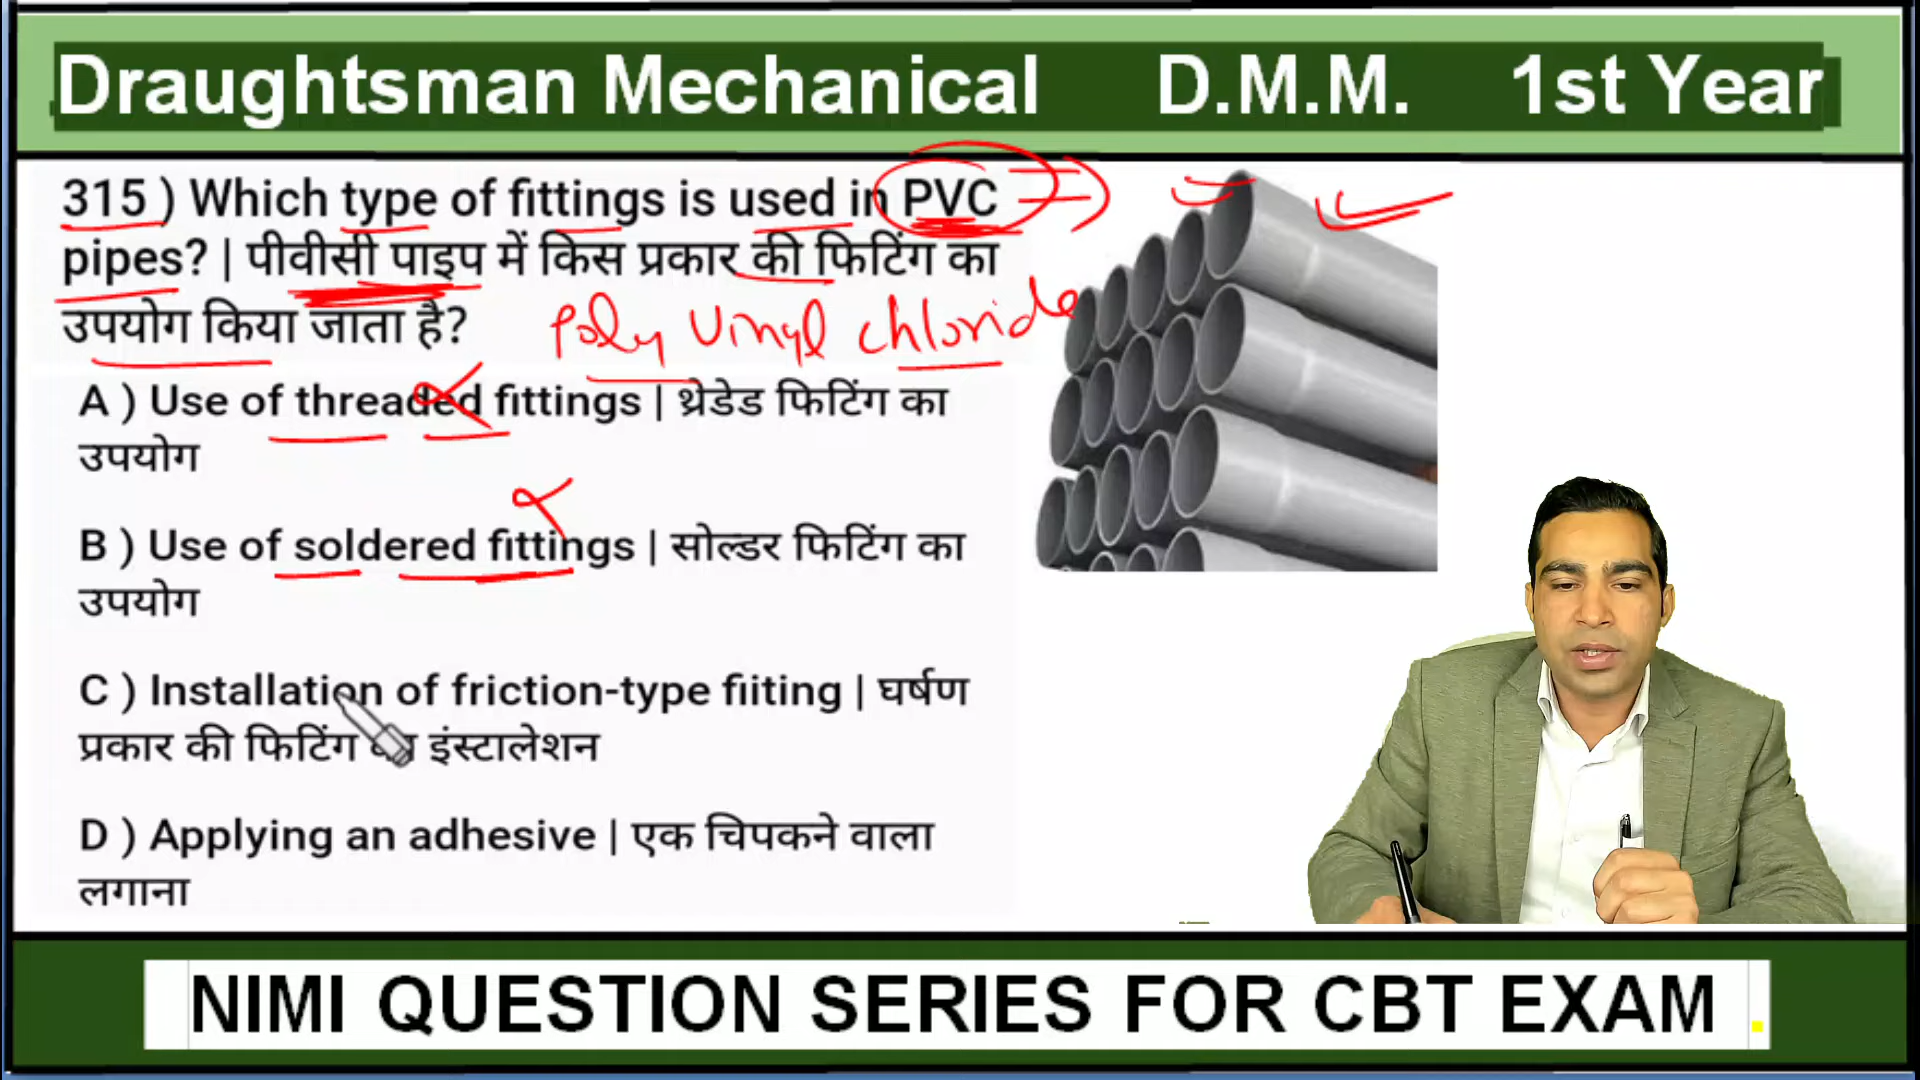 Draughtsman Mechanical D.M.M. 1st Year
315 ) Which type of fittings is used in PVC
pipes? | पीवीसी पाइप में किस प्रकार की फिटिंग का
उपयोग किया जाता है?
Poly Vinyl chloride
A ) Use of threaded fittings | थ्रेडेड फिटिंग का
उपयोग
B ) Use of soldered fittings | सोल्डर फिटिंग का
उपयोग
C ) Installation of friction-type fiiting | घर्षण
प्रकार की फिटिंग का इंस्टालेशन
D ) Applying an adhesive | एक चिपकने वाला
लगाना
NIMI QUESTION SERIES FOR CBT EXAM .